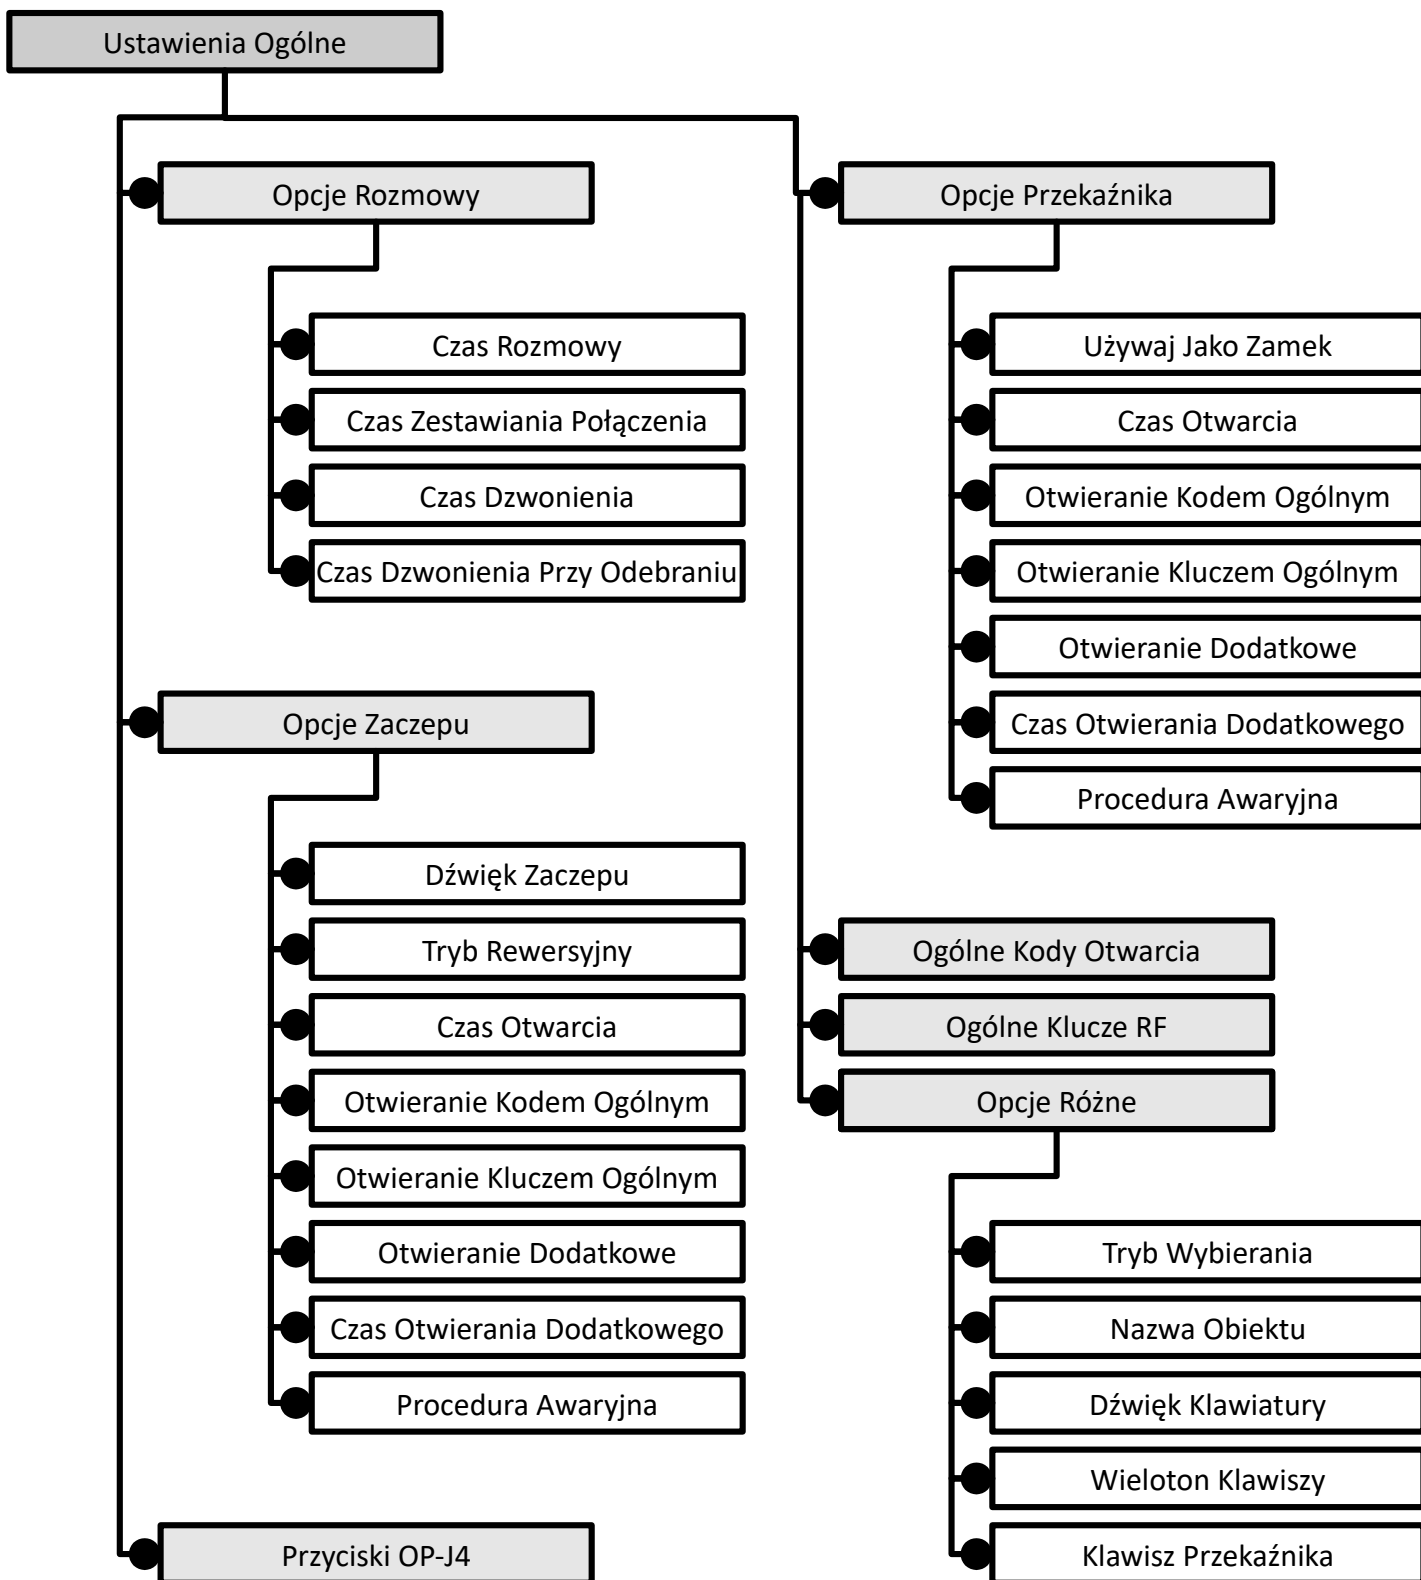 Ustawienia Ogólne
Opcje Rozmowy
Czas Rozmowy
Czas Zestawiania Połączenia
Czas Dzwonienia
Czas Dzwonienia Przy Odebraniu
Opcje Zaczepu
Dźwięk Zaczepu
Tryb Rewersyjny
Czas Otwarcia
Otwieranie Kodem Ogólnym
Otwieranie Kluczem Ogólnym
Otwieranie Dodatkowe
Czas Otwierania Dodatkowego
Procedura Awaryjna
Przyciski OP-J4
Opcje Przekaźnika
Używaj Jako Zamek
Czas Otwarcia
Otwieranie Kodem Ogólnym
Otwieranie Kluczem Ogólnym
Otwieranie Dodatkowe
Czas Otwierania Dodatkowego
Procedura Awaryjna
Ogólne Kody Otwarcia
Ogólne Klucze RF
Opcje Różne
Tryb Wybierania
Nazwa Obiektu
Dźwięk Klawiatury
Wieloton Klawiszy
Klawisz Przekaźnika